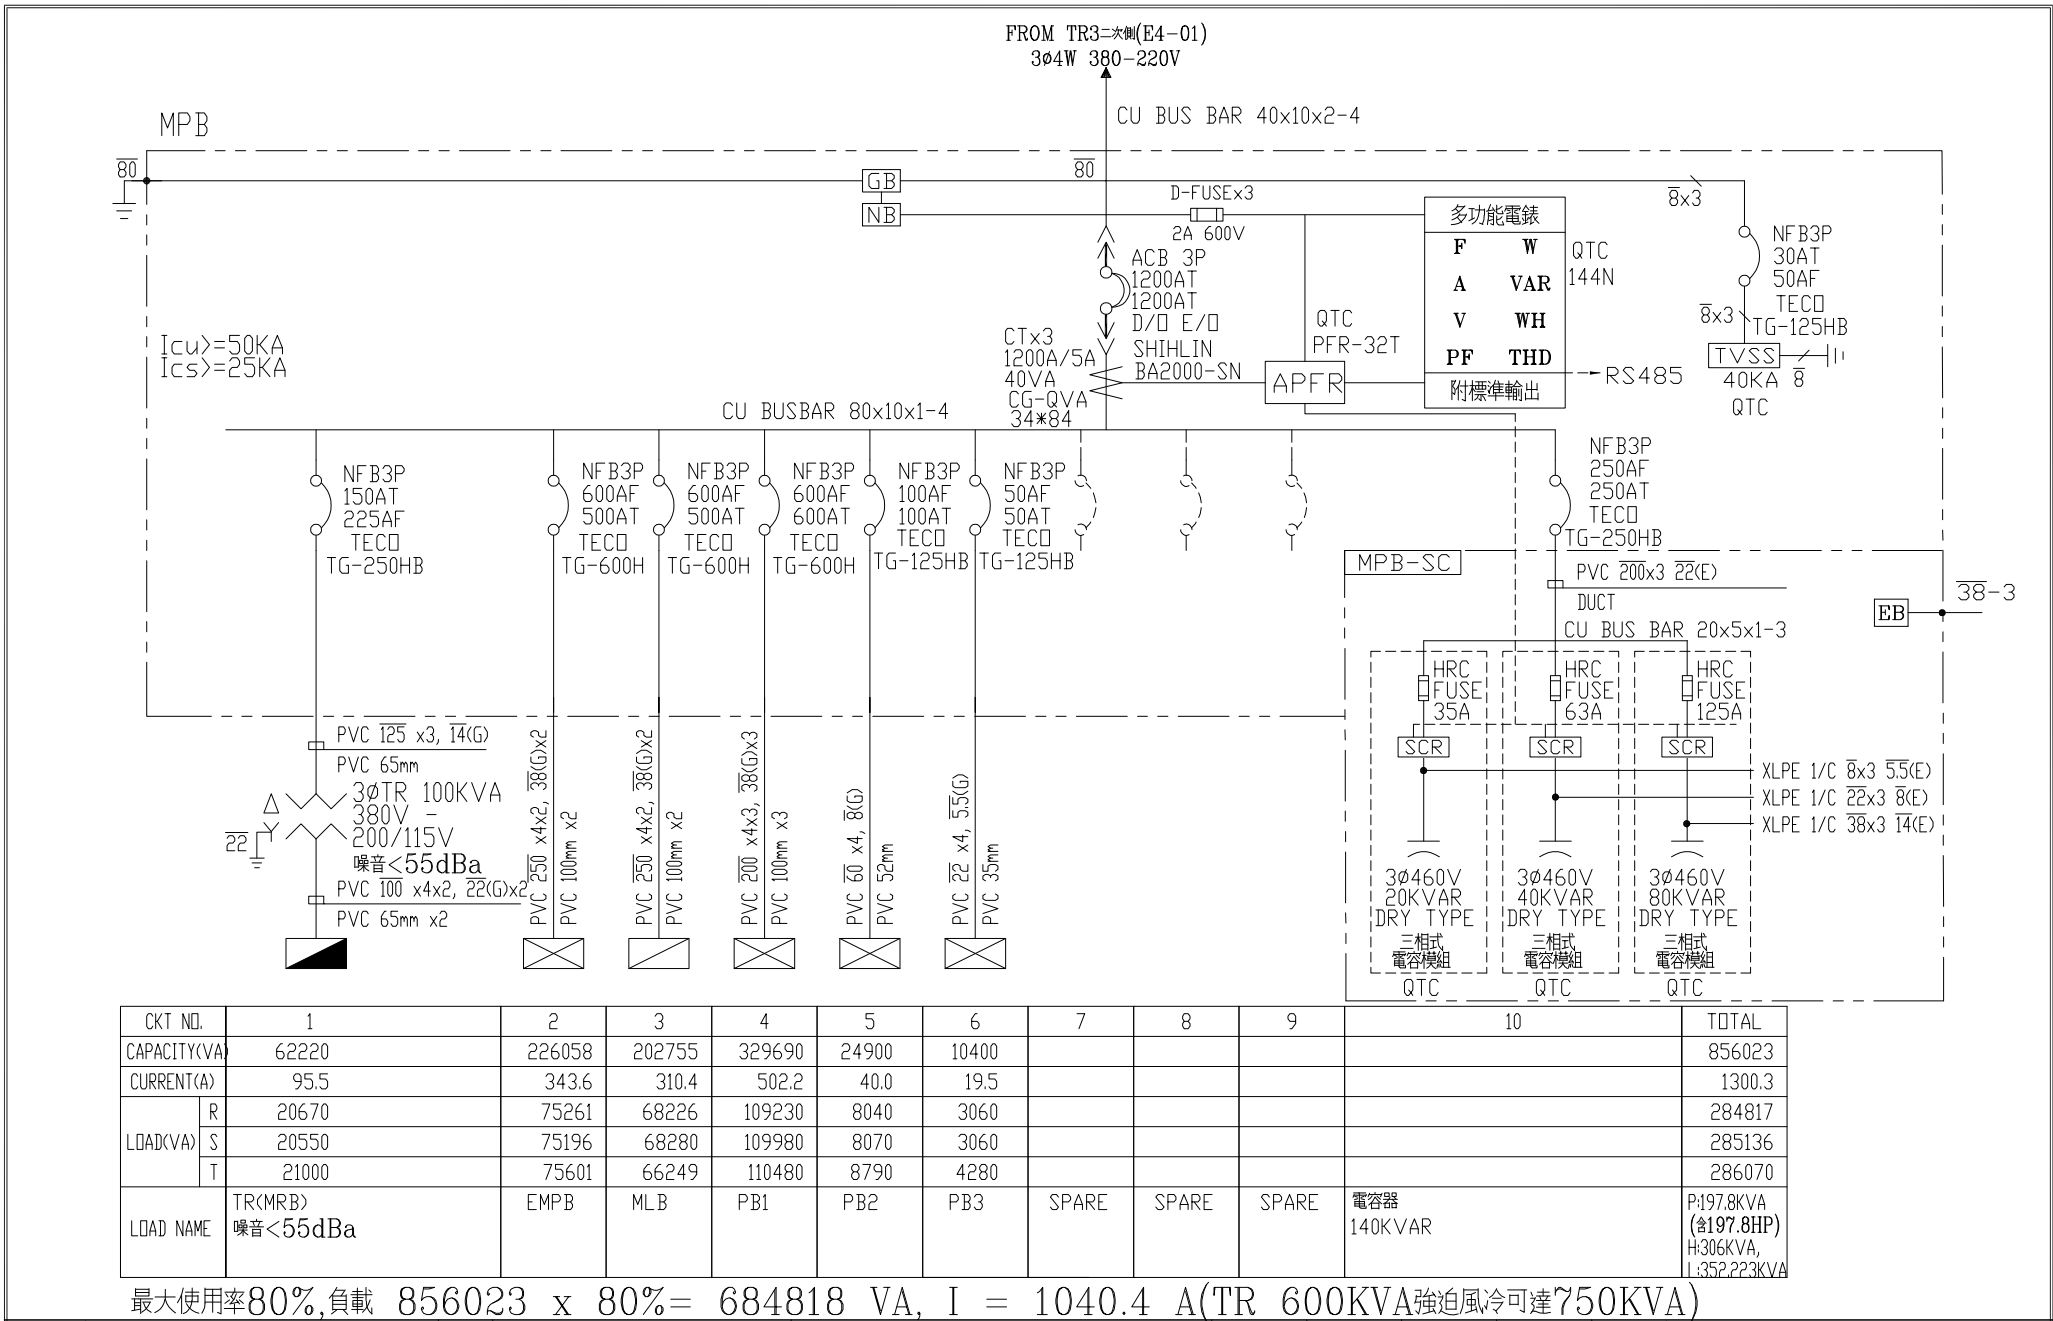 FROM TR3二次側(E4-01)
3ø4W 380-220V
CU BUS BAR 40x10x2-4
MPB
80
GB
80
NB
D-FUSEx3
2A 600V
8x3
多功能電錶
F W
A VAR
V WH
PF THD
附標準輸出
QTC
144N
RS485
NFB3P
30AT
50AF
TECO
TG-125HB
8x3
TVSS
8
40KA
QTC
ACB 3P
1200AT
1200AT
D/O E/O
SHIHLIN
BA2000-SN
CTx3
1200A/5A
40VA
CG-QVA
34*84
QTC
PFR-32T
APFR
Icu>=50KA
Ics>=25KA
CU BUSBAR 80x10x1-4
NFB3P
150AT
225AF
TECO
TG-250HB
NFB3P
600AF
500AT
TECO
TG-600H
NFB3P
600AF
500AT
TECO
TG-600H
NFB3P
600AF
600AT
TECO
TG-600H
NFB3P
100AF
100AT
TECO
TG-125HB
NFB3P
50AF
50AT
TECO
TG-125HB
NFB3P
250AF
250AT
TECO
TG-250HB
MPB-SC
PVC 200x3 22(E)
DUCT
EB
38-3
CU BUS BAR 20x5x1-3
HRC
FUSE
35A
HRC
FUSE
63A
HRC
FUSE
125A
SCR
SCR
SCR
XLPE 1/C 8x3 5.5(E)
XLPE 1/C 22x3 8(E)
XLPE 1/C 38x3 14(E)
3ø460V
20KVAR
DRY TYPE
三相式
電容模組
QTC
3ø460V
40KVAR
DRY TYPE
三相式
電容模組
QTC
3ø460V
80KVAR
DRY TYPE
三相式
電容模組
QTC
PVC 125 x3, 14(G)
PVC 65mm
3øTR 100KVA
380V -
200/115V
噪音<55dBa
Δ
Y
22
PVC 100 x4x2, 22(G)x2
PVC 65mm x2
PVC 250 x4x2, 38(G)x2
PVC 100mm x2
PVC 250 x4x2, 38(G)x2
PVC 100mm x2
PVC 200 x4x3, 38(G)x3
PVC 100mm x3
PVC 60 x4, 8(G)
PVC 52mm
PVC 22 x4, 5.5(G)
PVC 35mm
CKT NO. 1 2 3 4 5 6 7 8 9 10 TOTAL
CAPACITY(VA) 62220 226058 202755 329690 24900 10400 856023
CURRENT(A) 95.5 343.6 310.4 502.2 40.0 19.5 1300.3
LOAD(VA)
R 20670 75261 68226 109230 8040 3060 284817
S 20550 75196 68280 109980 8070 3060 285136
T 21000 75601 66249 110480 8790 4280 286070
LOAD NAME
TR(MRB)
噪音<55dBa
EMPB MLB PB1 PB2 PB3 SPARE SPARE SPARE
電容器
140KVAR
P:197.8KVA
(含197.8HP)
H:306KVA,
L:352.223KVA
最大使用率80%,負載 856023 x 80%= 684818 VA, I = 1040.4 A(TR 600KVA強迫風冷可達750KVA)